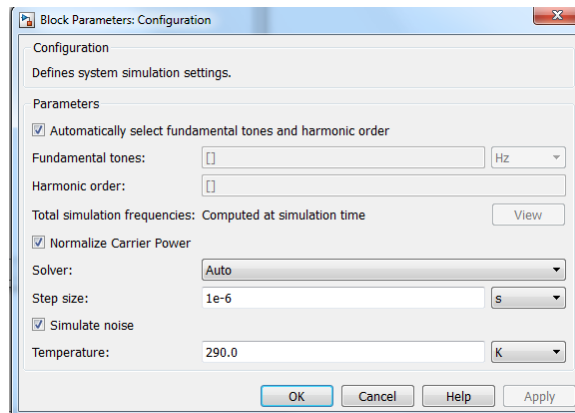 Block Parameters: Configuration
Configuration
Defines system simulation settings.
Parameters
Automatically select fundamental tones and harmonic order
Fundamental tones: [] Hz
Harmonic order: []
Total simulation frequencies: Computed at simulation time View
Normalize Carrier Power
Solver: Auto
Step size: 1e-6 s
Simulate noise
Temperature: 290.0 K
OK Cancel Help Apply